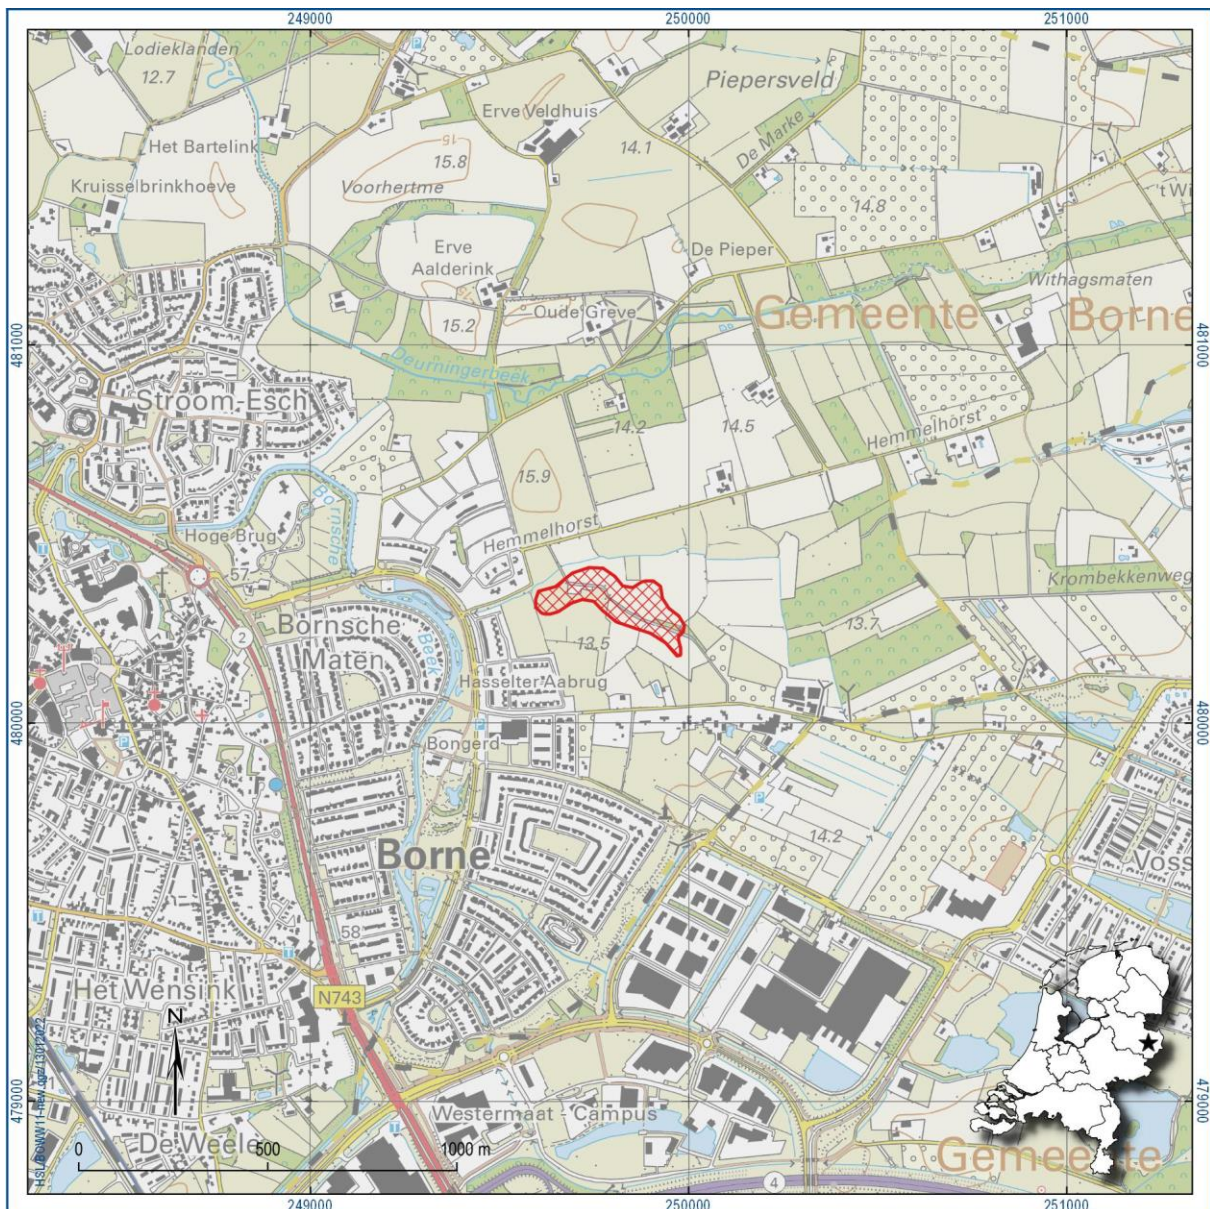 249000
250000
251000
Lodieklanden
12.7
Piepersveld
Erve Veldhuis
15
De Marke
Het Bartelink
15.8
14.1
Kruisselbrinkhoeve
Voorhertme
't Wi
14.8
Erve
Aalderink
De Pieper
Withagsmaten
15.2
Oude Greve
Gemeente
Borne
481000
481000
Deurningerbeek
Stroom-Esch
14.2
14.5
Hemmelhorst
15.9
Bornsche
Hoge Brug
Hemmelhorst
57
Krombekkenweg
Bornsche
Maten
2
Beek
13.5
13.7
Hasselter Aabrug
480000
480000
Bongerd
14.2
Borne
Voss
58
Het Wensink
N743
N
479000
479000
Westermaat - Campus
De Weele
0
500
1000 m
Gemeente
4
249000
250000
251000